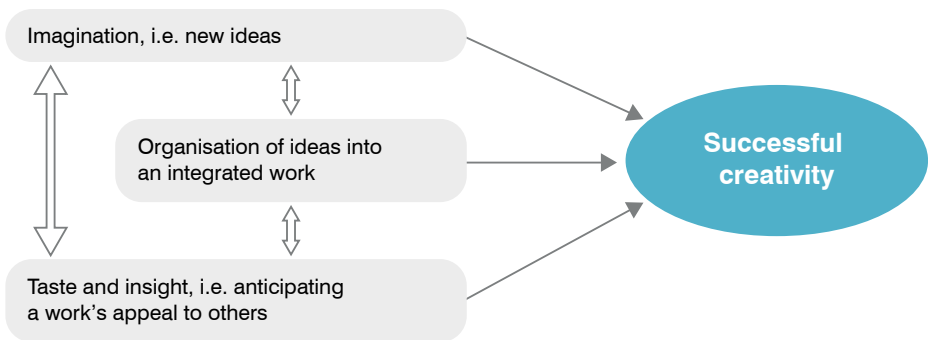 Imagination, i.e. new ideas
Organisation of ideas into
an integrated work
Taste and insight, i.e. anticipating
a work’s appeal to others
Successful
creativity